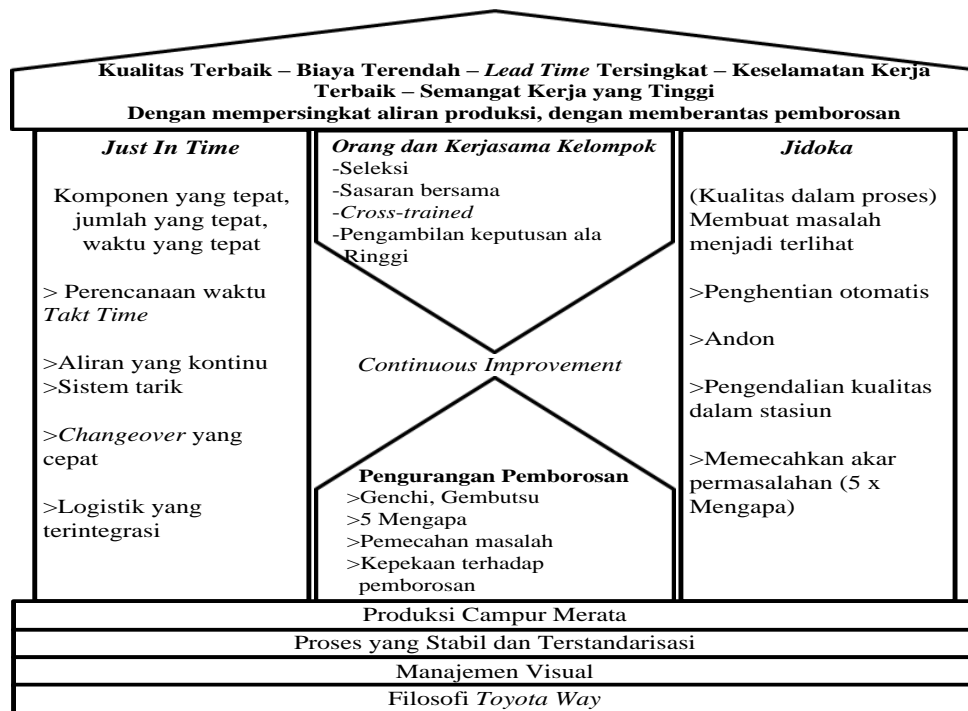 Kualitas Terbaik – Biaya Terendah – Lead Time Tersingkat – Keselamatan Kerja
Terbaik – Semangat Kerja yang Tinggi
Dengan mempersingkat aliran produksi, dengan memberantas pemborosan
Just In Time
Komponen yang tepat,
jumlah yang tepat,
waktu yang tepat
> Perencanaan waktu
Takt Time
>Aliran yang kontinu
>Sistem tarik
>Changeover yang
cepat
>Logistik yang
terintegrasi
Orang dan Kerjasama Kelompok
-Seleksi
-Sasaran bersama
-Cross-trained
-Pengambilan keputusan ala
Ringgi
Continuous Improvement
Pengurangan Pemborosan
>Genchi, Gembutsu
>5 Mengapa
>Pemecahan masalah
>Kepekaan terhadap
pemborosan
Jidoka
(Kualitas dalam proses)
Membuat masalah
menjadi terlihat
>Penghentian otomatis
>Andon
>Pengendalian kualitas
dalam stasiun
>Memecahkan akar
permasalahan (5 x
Mengapa)
Produksi Campur Merata
Proses yang Stabil dan Terstandarisasi
Manajemen Visual
Filosofi Toyota Way